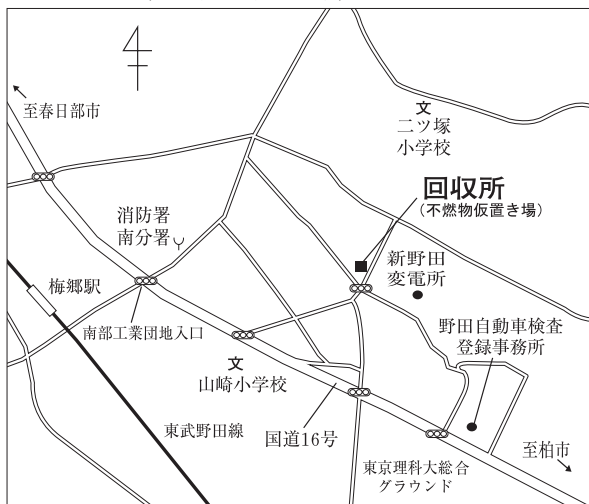 至春日部市
文
二ツ塚
小学校
回収所
(不燃物仮置き場)
消防署
南分署
新野田
変電所
梅郷駅
南部工業団地入口
野田自動車検査
登録事務所
文
山崎小学校
東武野田線
国道16号
至柏市
東京理科大総合
グラウンド